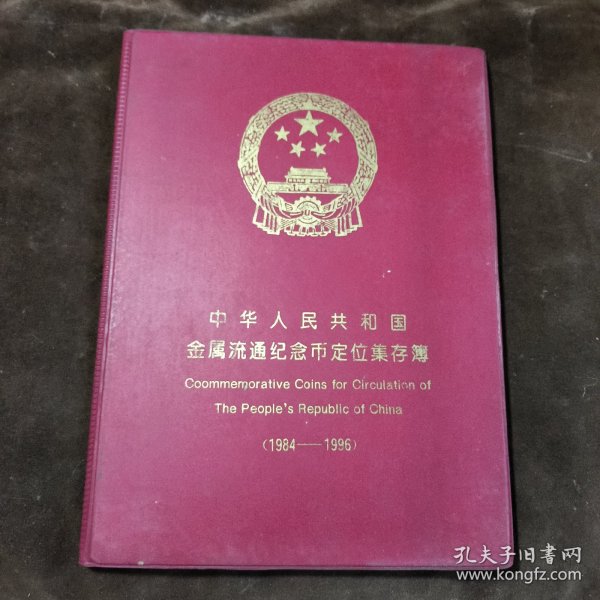 中华人民共和国
金属流通纪念币定位集存簿
Coommemorative Coins for Circulation of
The People's Republic of China
(1984——1996)
孔夫子旧書网
www.kongfz.com